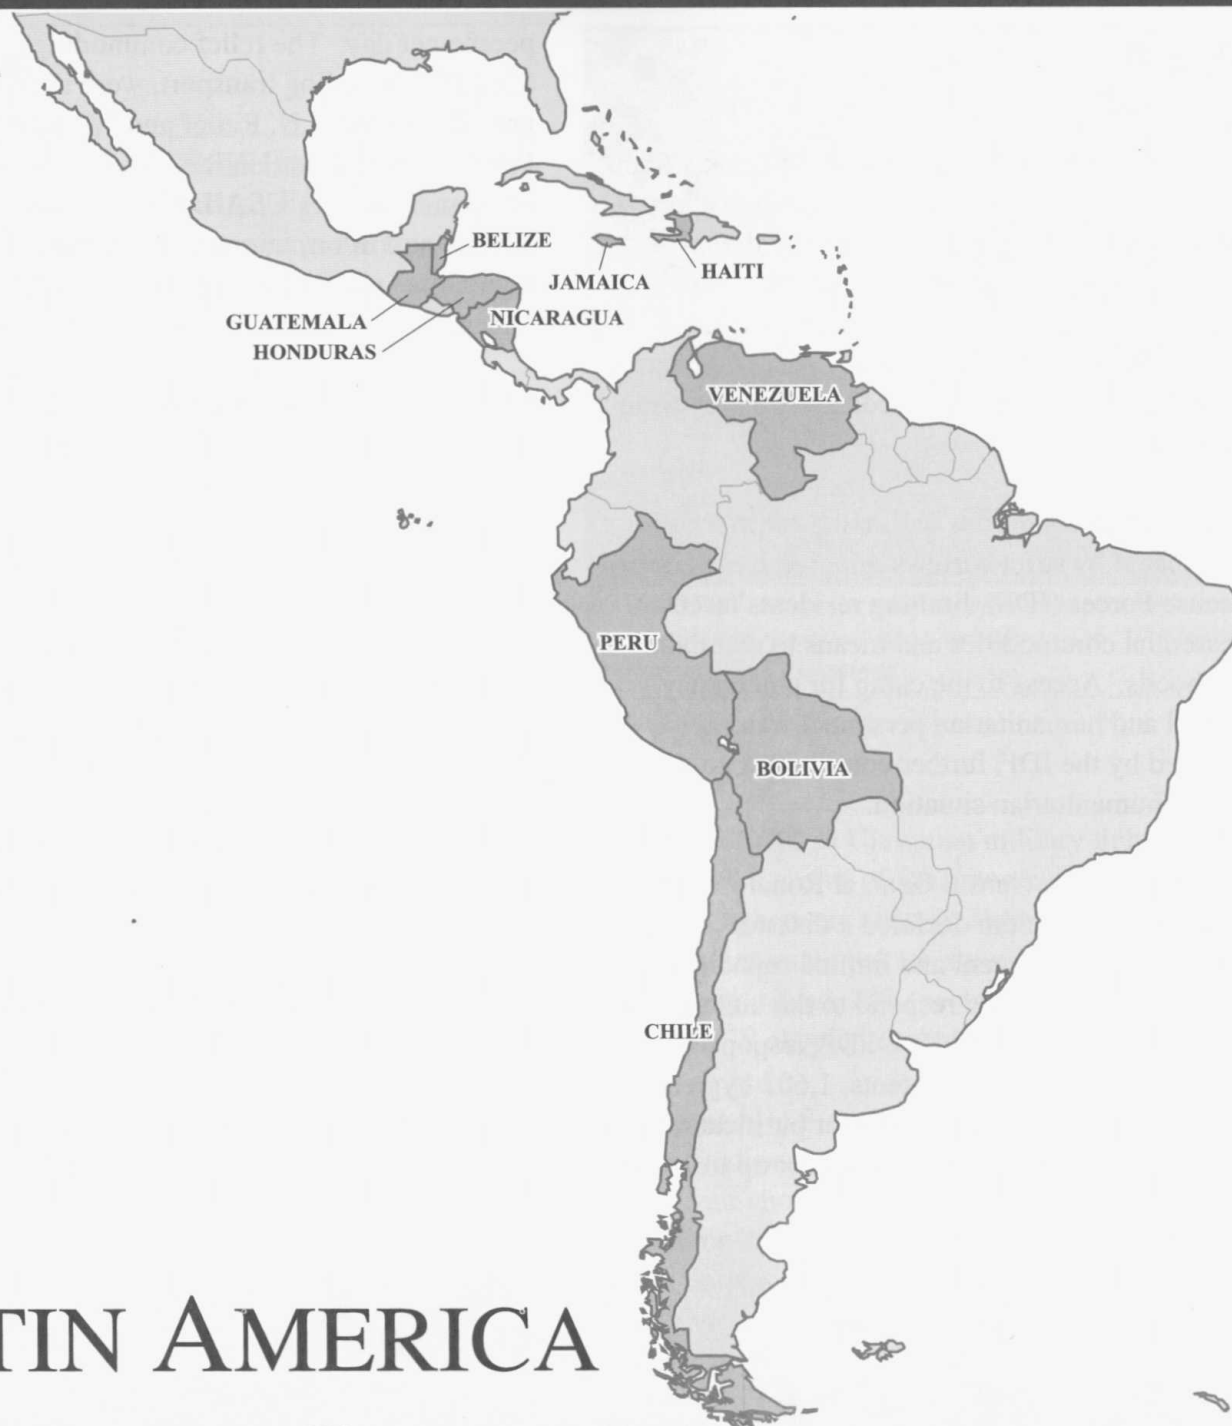 BELIZE
HAITI
JAMAICA
GUATEMALA
NICARAGUA
HONDURAS
VENEZUELA
PERU
BOLIVIA
CHILE
TIN AMERICA